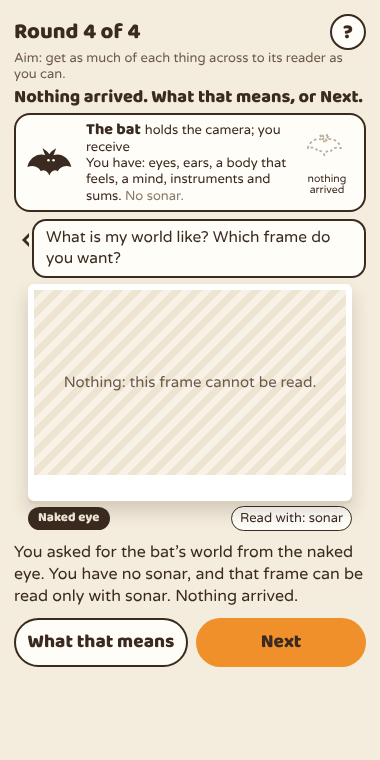 Round 4 of 4
?
Aim: get as much of each thing across to its reader as
you can.
Nothing arrived. What that means, or Next.
The bat holds the camera; you
receive
You have: eyes, ears, a body that
feels, a mind, instruments and
sums. No sonar.
nothing
arrived
What is my world like? Which frame do
you want?
Nothing: this frame cannot be read.
Naked eye
Read with: sonar
You asked for the bat’s world from the naked
eye. You have no sonar, and that frame can be
read only with sonar. Nothing arrived.
What that means
Next